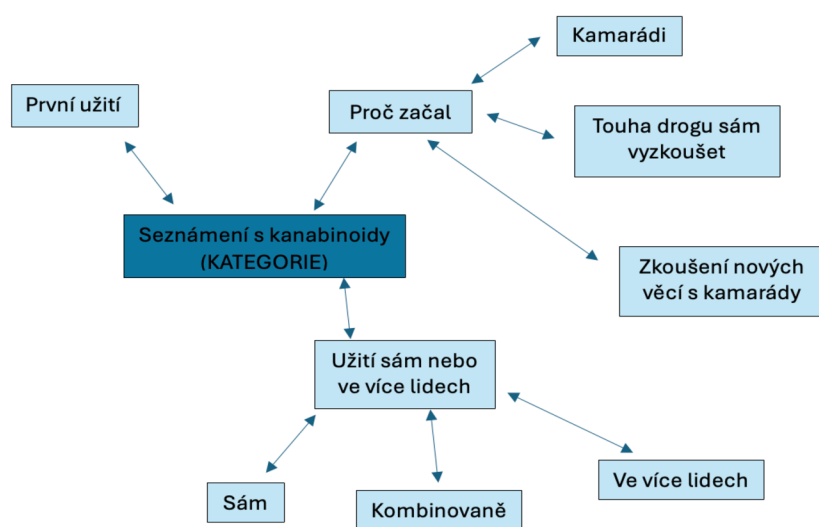 Kamarádi
První užití
Proč začal
Touha drogu sám
vyzkoušet
Seznámení s kanabinoidy
(KATEGORIE)
Zkoušení nových
věcí s kamarády
Užití sám nebo
ve více lidech
Ve více lidech
Sám
Kombinovaně